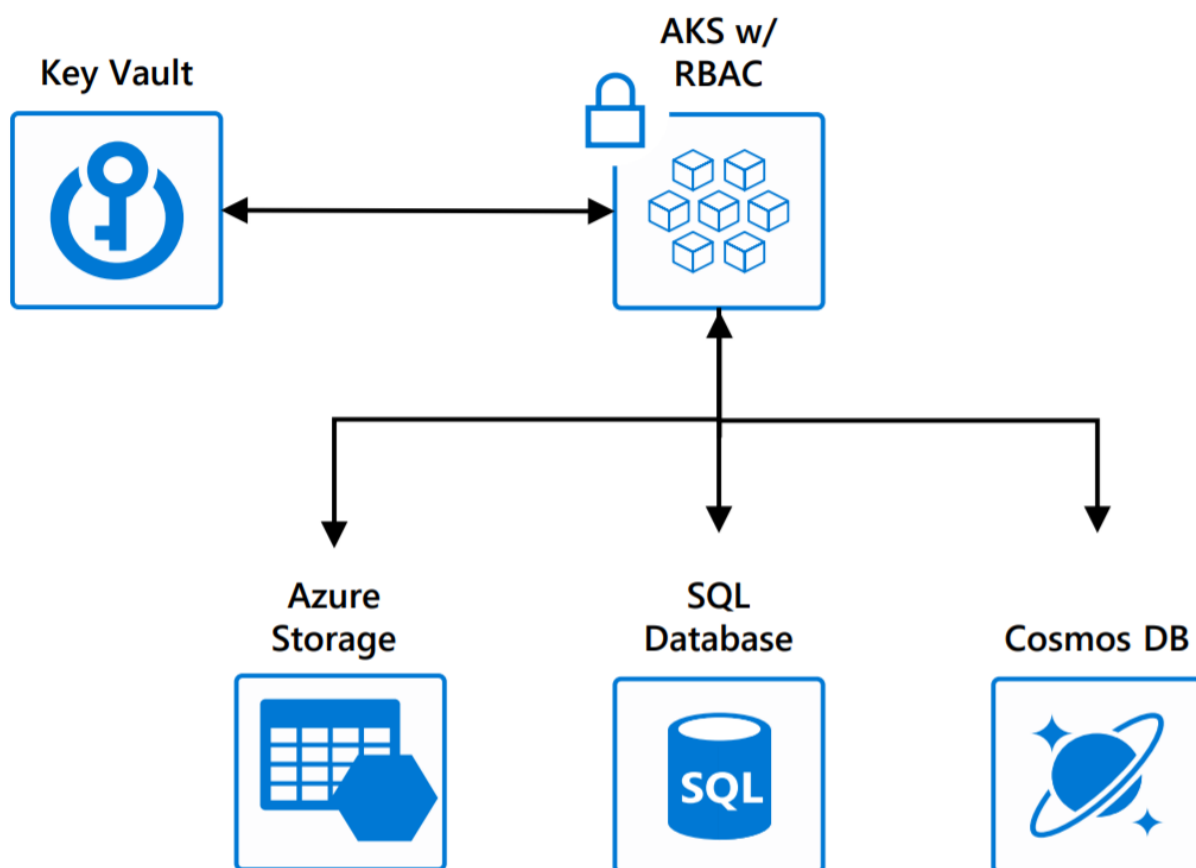 AKS w/
RBAC
Key Vault
Azure
Storage
SQL
Database
Cosmos DB
SQL